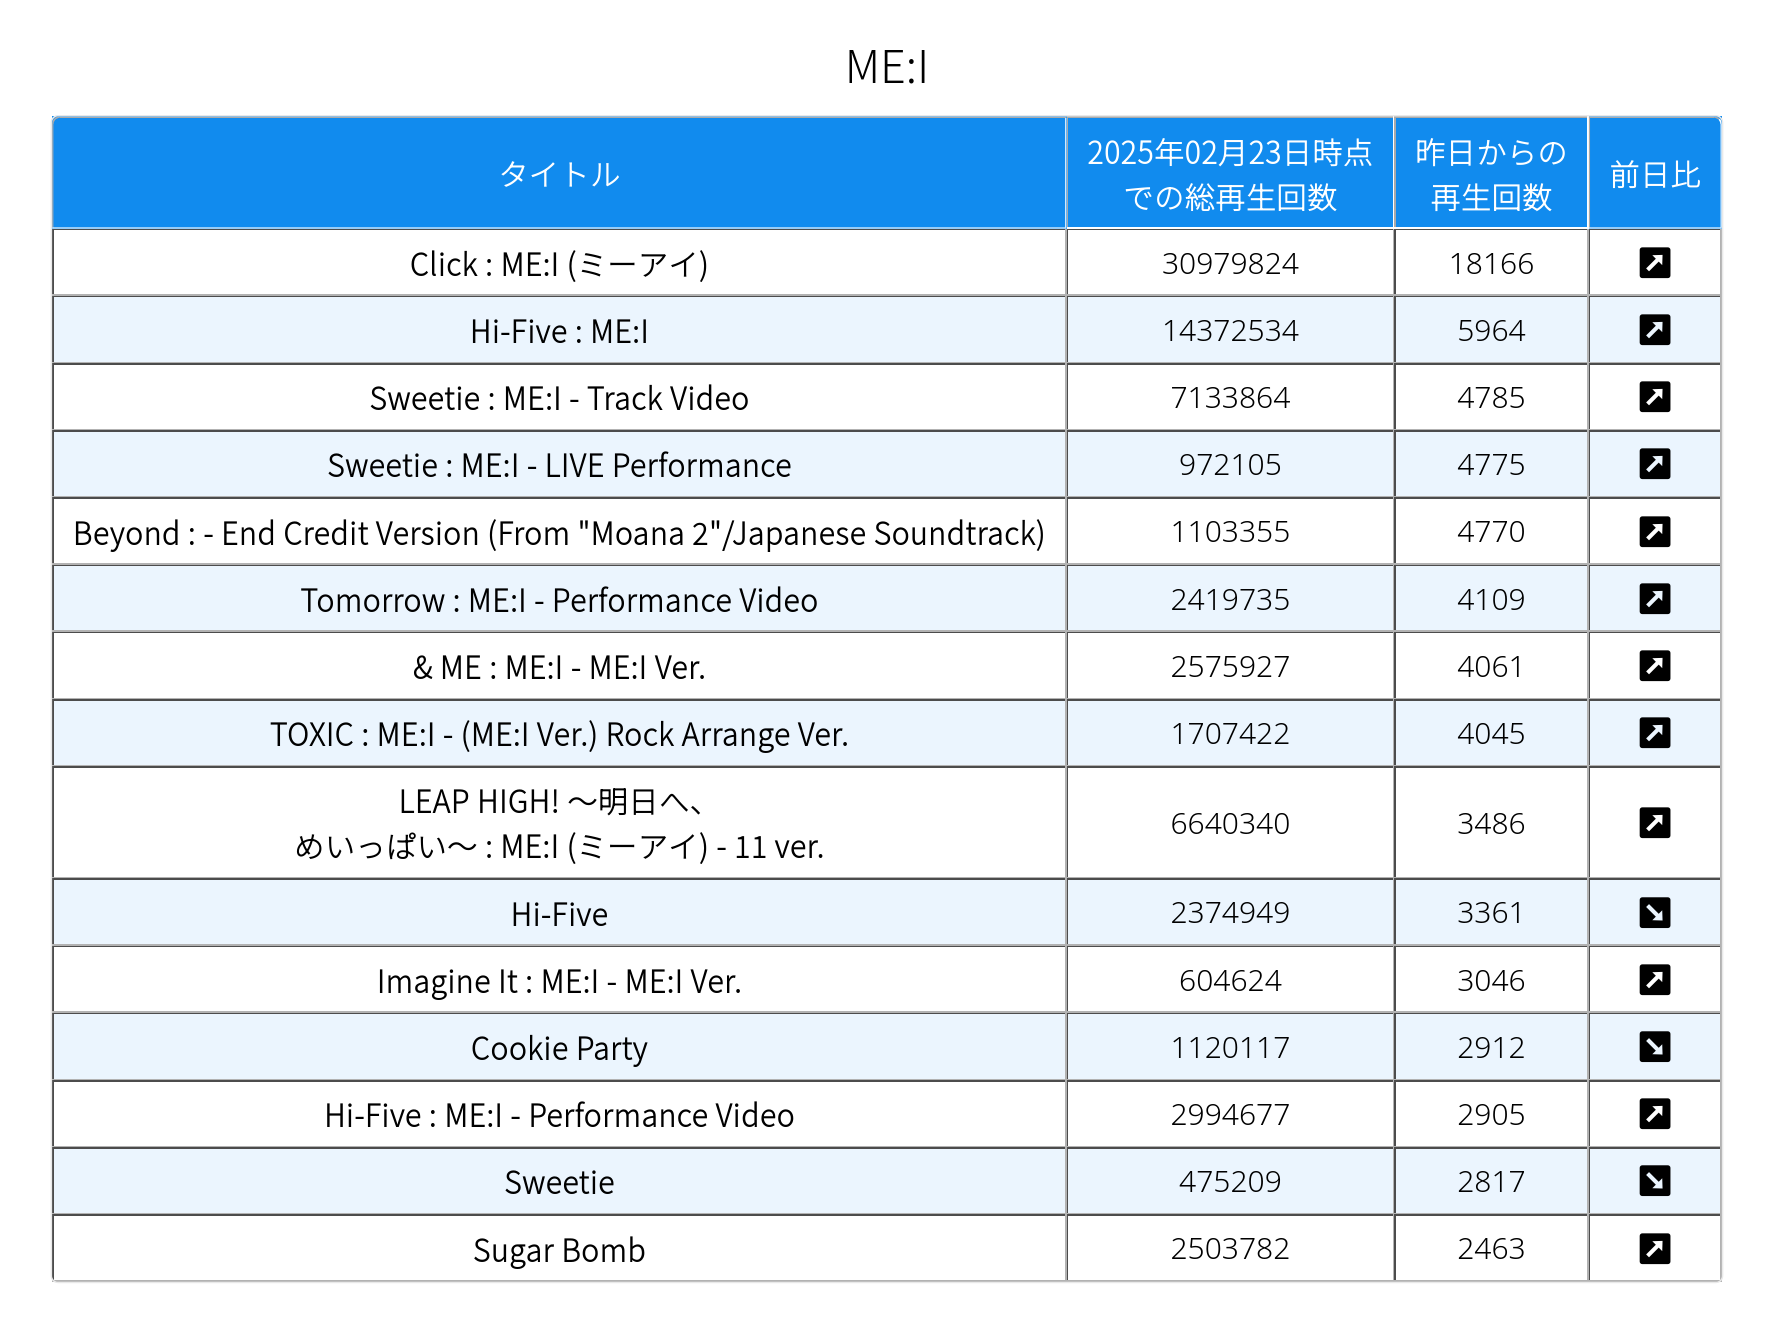 ME:I
タイトル
2025年02月23日時点
での総再生回数
昨日からの
再生回数
前日比
Click : ME:I (ミーアイ) 30979824 18166
Hi-Five : ME:I 14372534 5964
Sweetie : ME:I - Track Video 7133864 4785
Sweetie : ME:I - LIVE Performance 972105 4775
Beyond : - End Credit Version (From "Moana 2"/Japanese Soundtrack) 1103355 4770
Tomorrow : ME:I - Performance Video 2419735 4109
& ME : ME:I - ME:I Ver. 2575927 4061
TOXIC : ME:I - (ME:I Ver.) Rock Arrange Ver. 1707422 4045
LEAP HIGH! 〜明日へ、
めいっぱい〜 : ME:I (ミーアイ) - 11 ver. 6640340 3486
Hi-Five 2374949 3361
Imagine It : ME:I - ME:I Ver. 604624 3046
Cookie Party 1120117 2912
Hi-Five : ME:I - Performance Video 2994677 2905
Sweetie 475209 2817
Sugar Bomb 2503782 2463